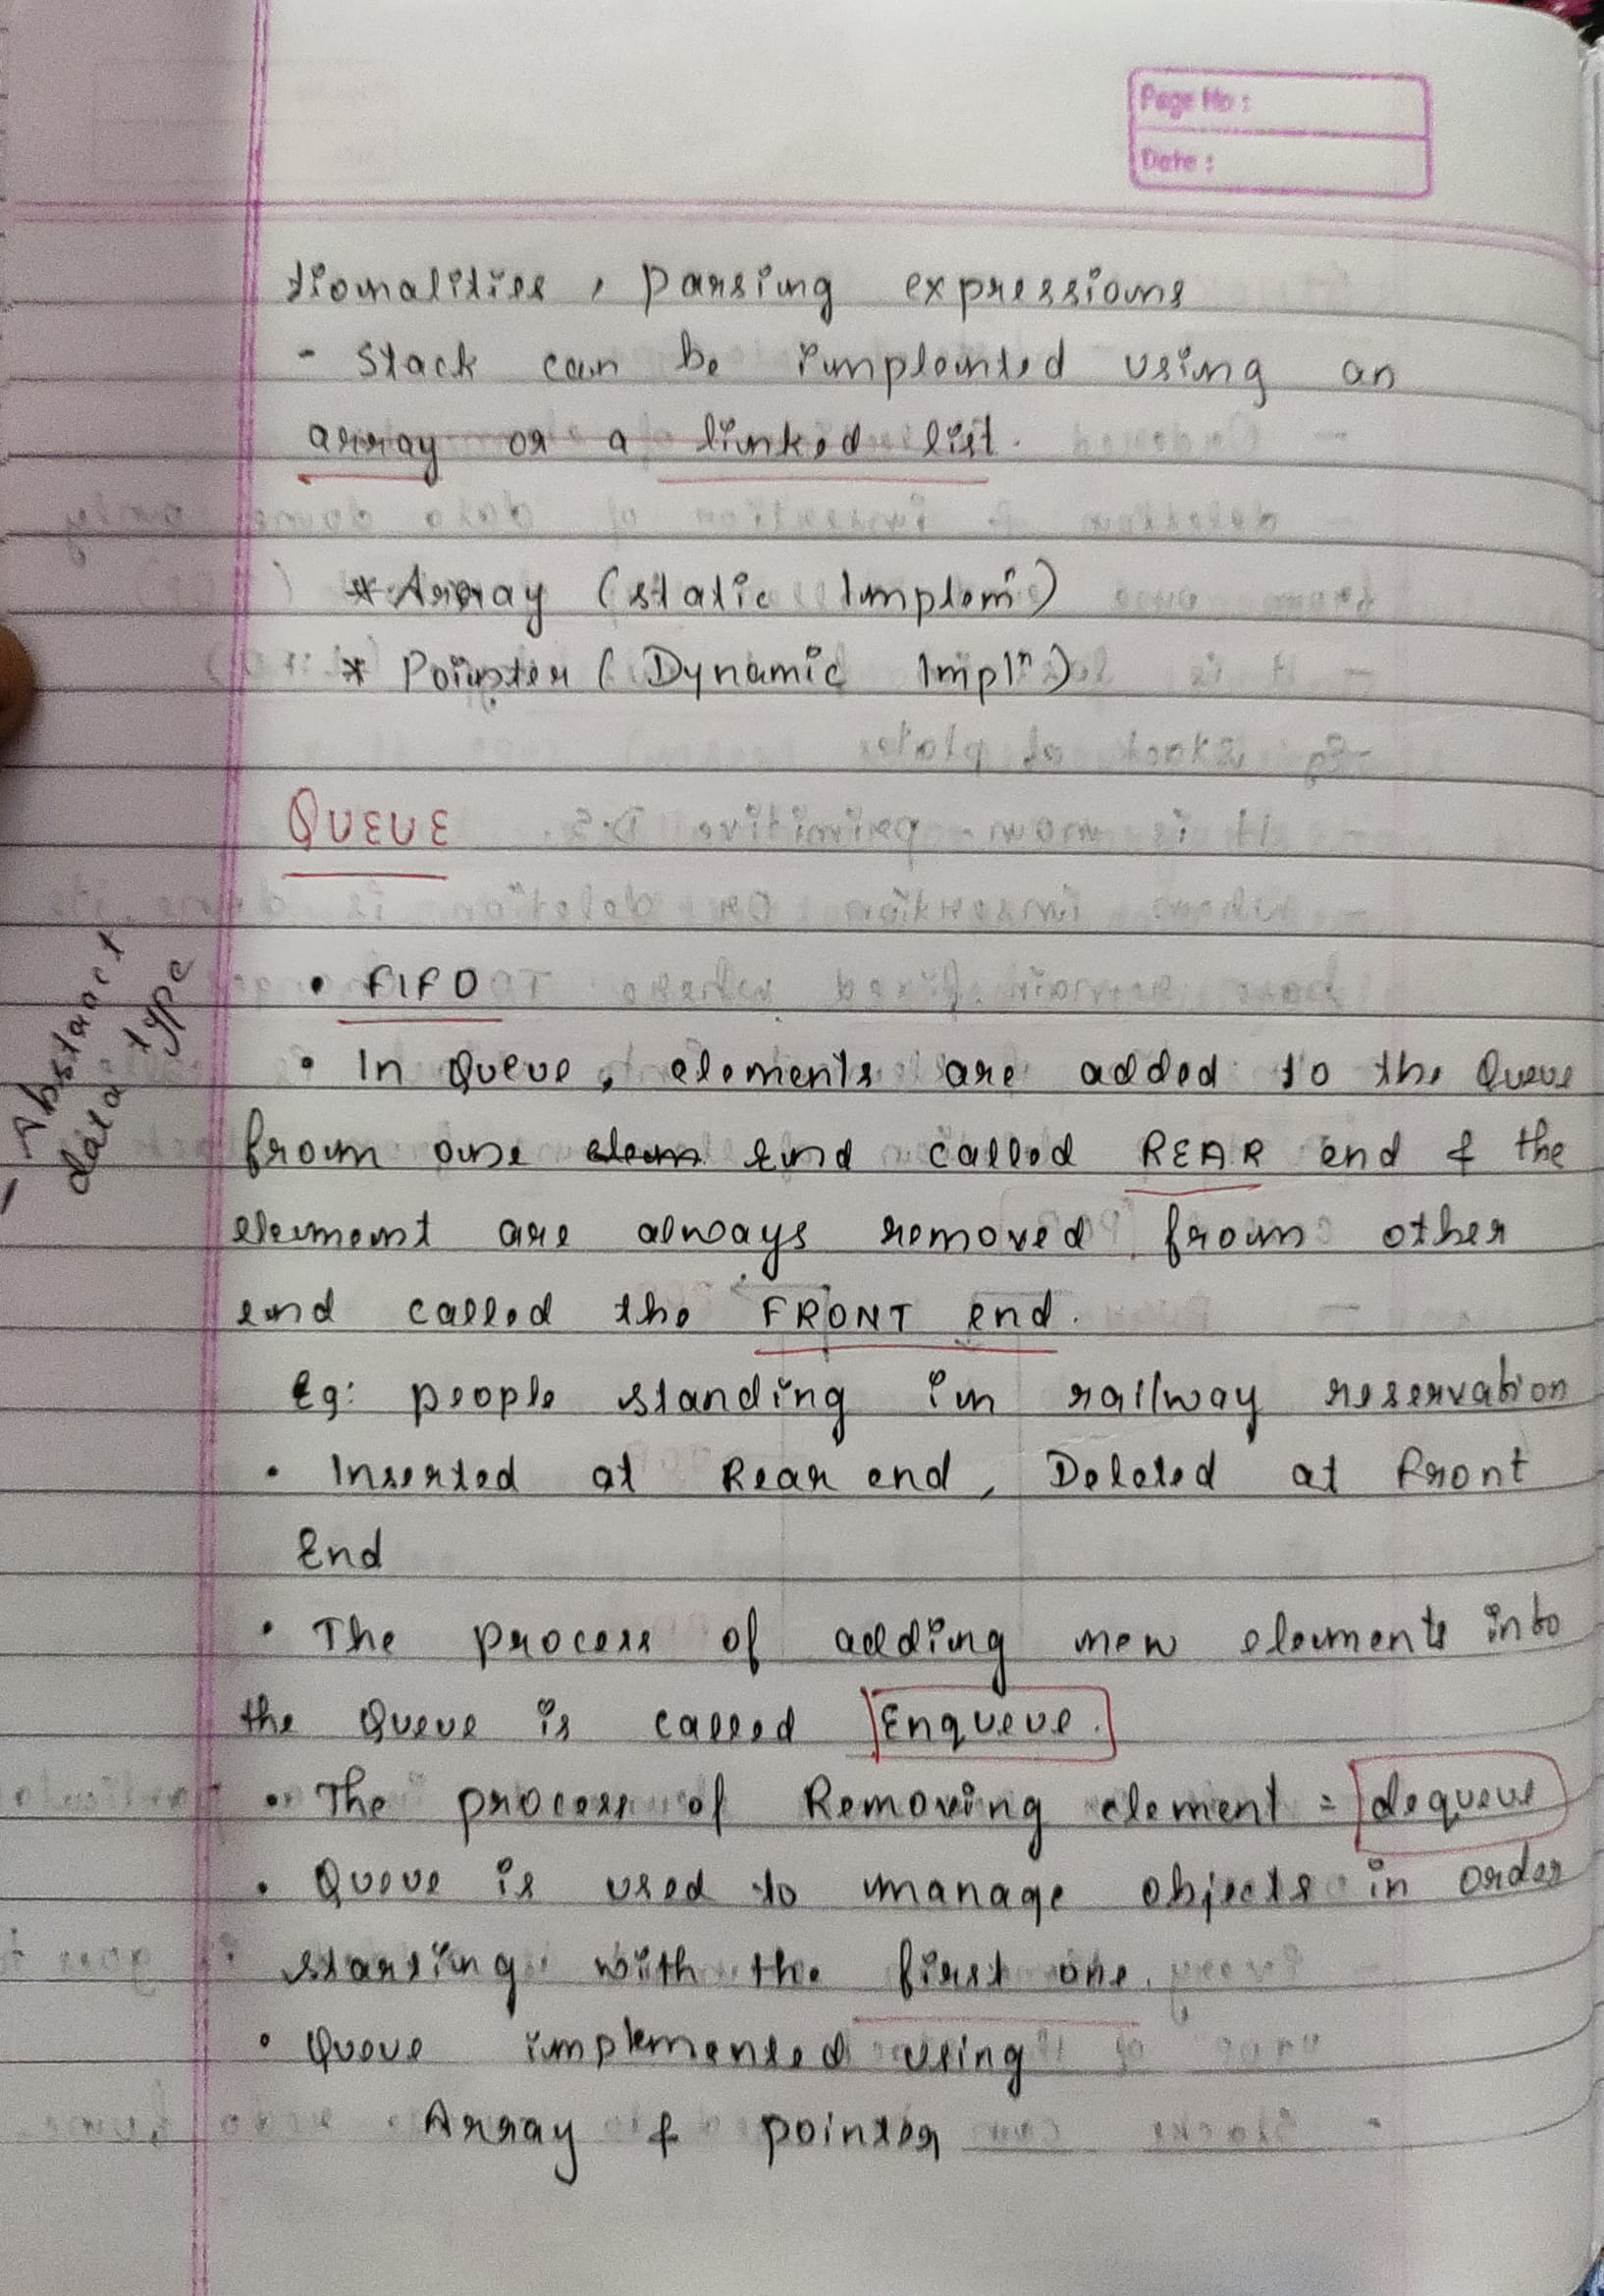 Page No :
Date :
tionalities, parsing expressions
- Stack can be implemnted using an
array or a linked list.
* Array (static Implemn)
* Pointer (Dynamic Impln)
QUEUE
- Abstract
data type
• FIFO
• In Queue, elements are added to the Queue
from one elem End called REAR end & the
element are always removed from other
end called the FRONT end.
Eg: people standing in railway reservation
• Inserted at Rear end, Deleted at Front
End
• The process of adding new elements into
the Queue is called Enqueue.
• The process of Removing element = dequeue
• Queue is used to manage objects in order
starting with the first one.
• Queue implemented using
Array & pointer